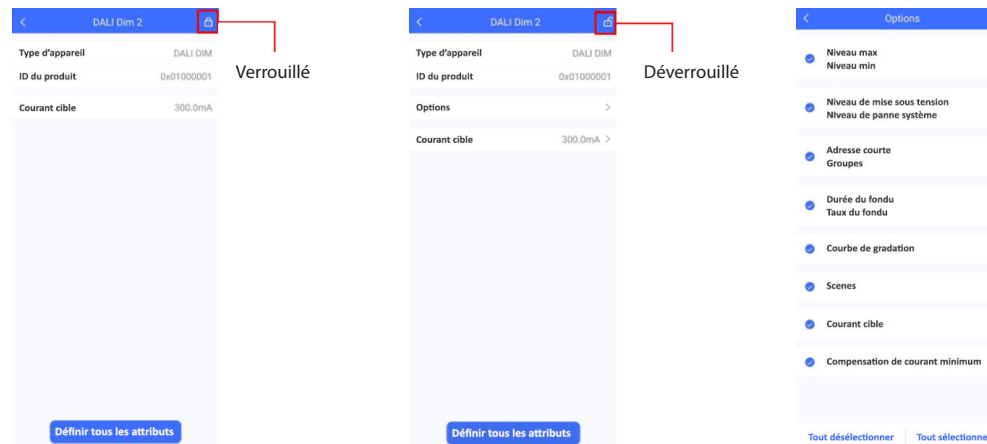 DALI Dim 2
Type d'appareil DALI DIM
ID du produit 0x01000001
Courant cible 300.0mA
Définir tous les attributs
Verrouillé
DALI Dim 2
Type d'appareil DALI DIM
ID du produit 0x01000001
Options
Courant cible 300.0mA
Définir tous les attributs
Déverrouillé
Options
Niveau max
Niveau min
Niveau de mise sous tension
Niveau de panne système
Adresse courte
Groupes
Durée du fondu
Taux du fondu
Courbe de gradation
Scenes
Courant cible
Compensation de courant minimum
Tout désélectionner Tout sélectionne